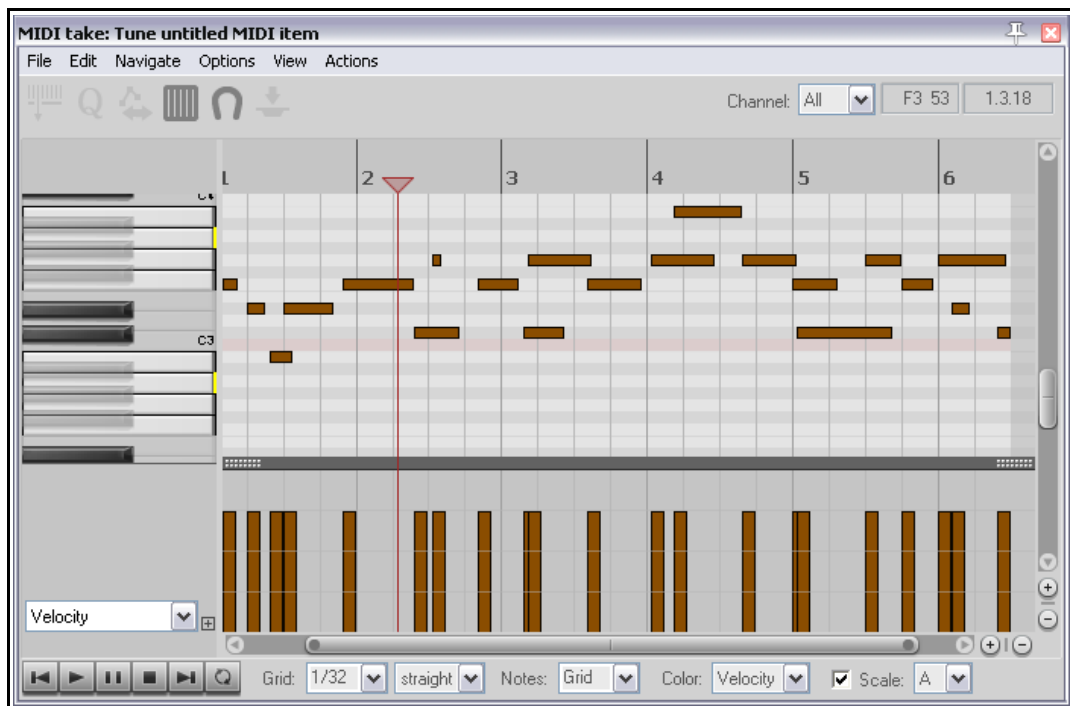 MIDI take: Tune untitled MIDI item
File Edit Navigate Options View Actions
Q Channel: All F3 53 1.3.18
1 2 3 4 5 6
C3
Velocity
Grid: 1/32 straight Notes: Grid Color: Velocity Scale: A